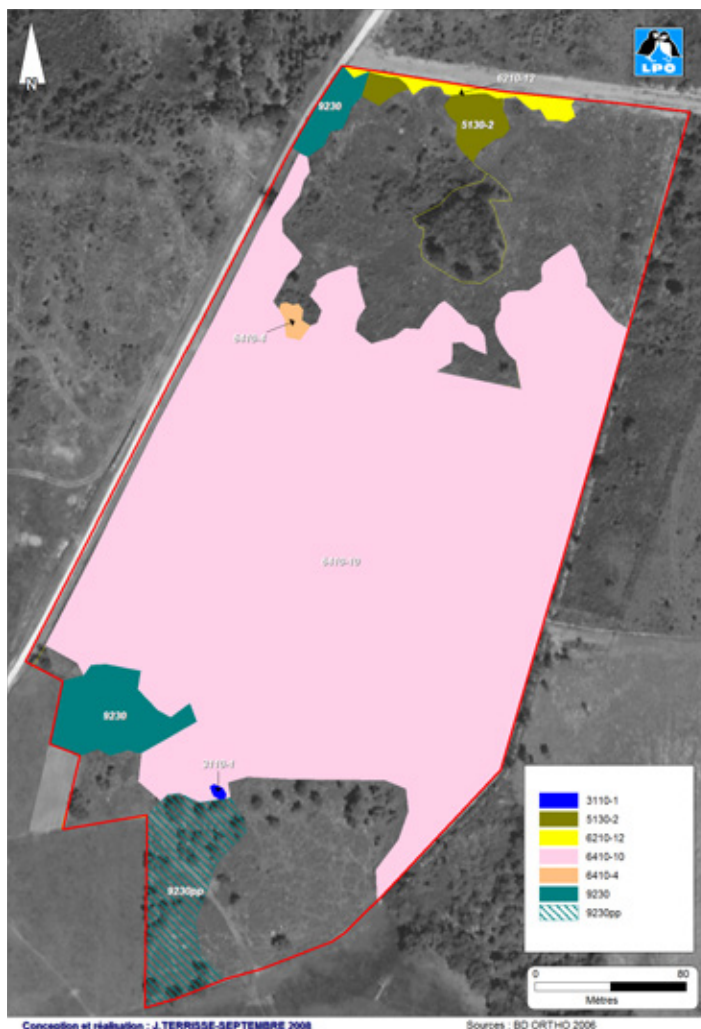 N
LPO
6210-12
9230
5130-2
6410-4
6410-10
9230
3110-1
9230pp
3110-1
5130-2
6210-12
6410-10
6410-4
9230
9230pp
0 80
Mètres
Conception et réalisation : J.TERRISSE-SEPTEMBRE 2008
Sources : BD ORTHO 2006